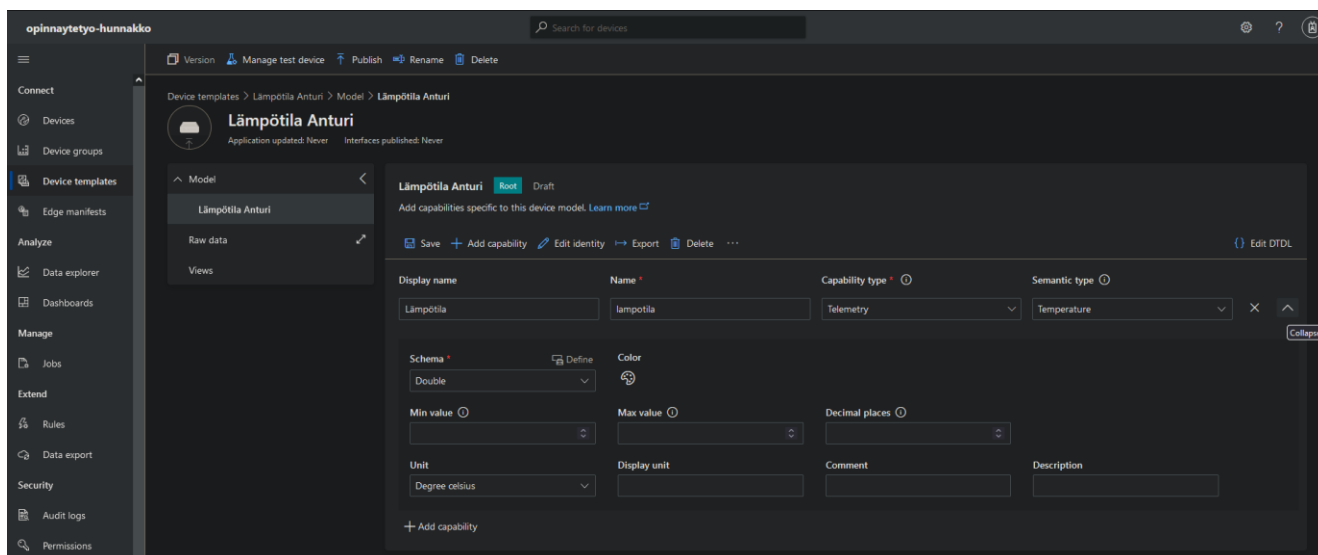 opinnaytetyo-hunnakko
Search for devices
?
Version Manage test device Publish Rename Delete
Connect
Devices
Device groups
Device templates
Edge manifests
Analyze
Data explorer
Dashboards
Manage
Jobs
Extend
Rules
Data export
Security
Audit logs
Permissions
Device templates > Lämpötila Anturi > Model > Lämpötila Anturi
Lämpötila Anturi
Application updated: Never Interfaces published: Never
Model
Lämpötila Anturi
Raw data
Views
Lämpötila Anturi Root Draft
Add capabilities specific to this device model. Learn more
Save Add capability Edit identity Export Delete ...
{} Edit DTDL
Display name Name * Capability type * Semantic type
Lämpötila lampotila Telemetry Temperature
Collapse
Schema * Define Color
Double
Min value Max value Decimal places
Unit Display unit Comment Description
Degree celsius
+ Add capability